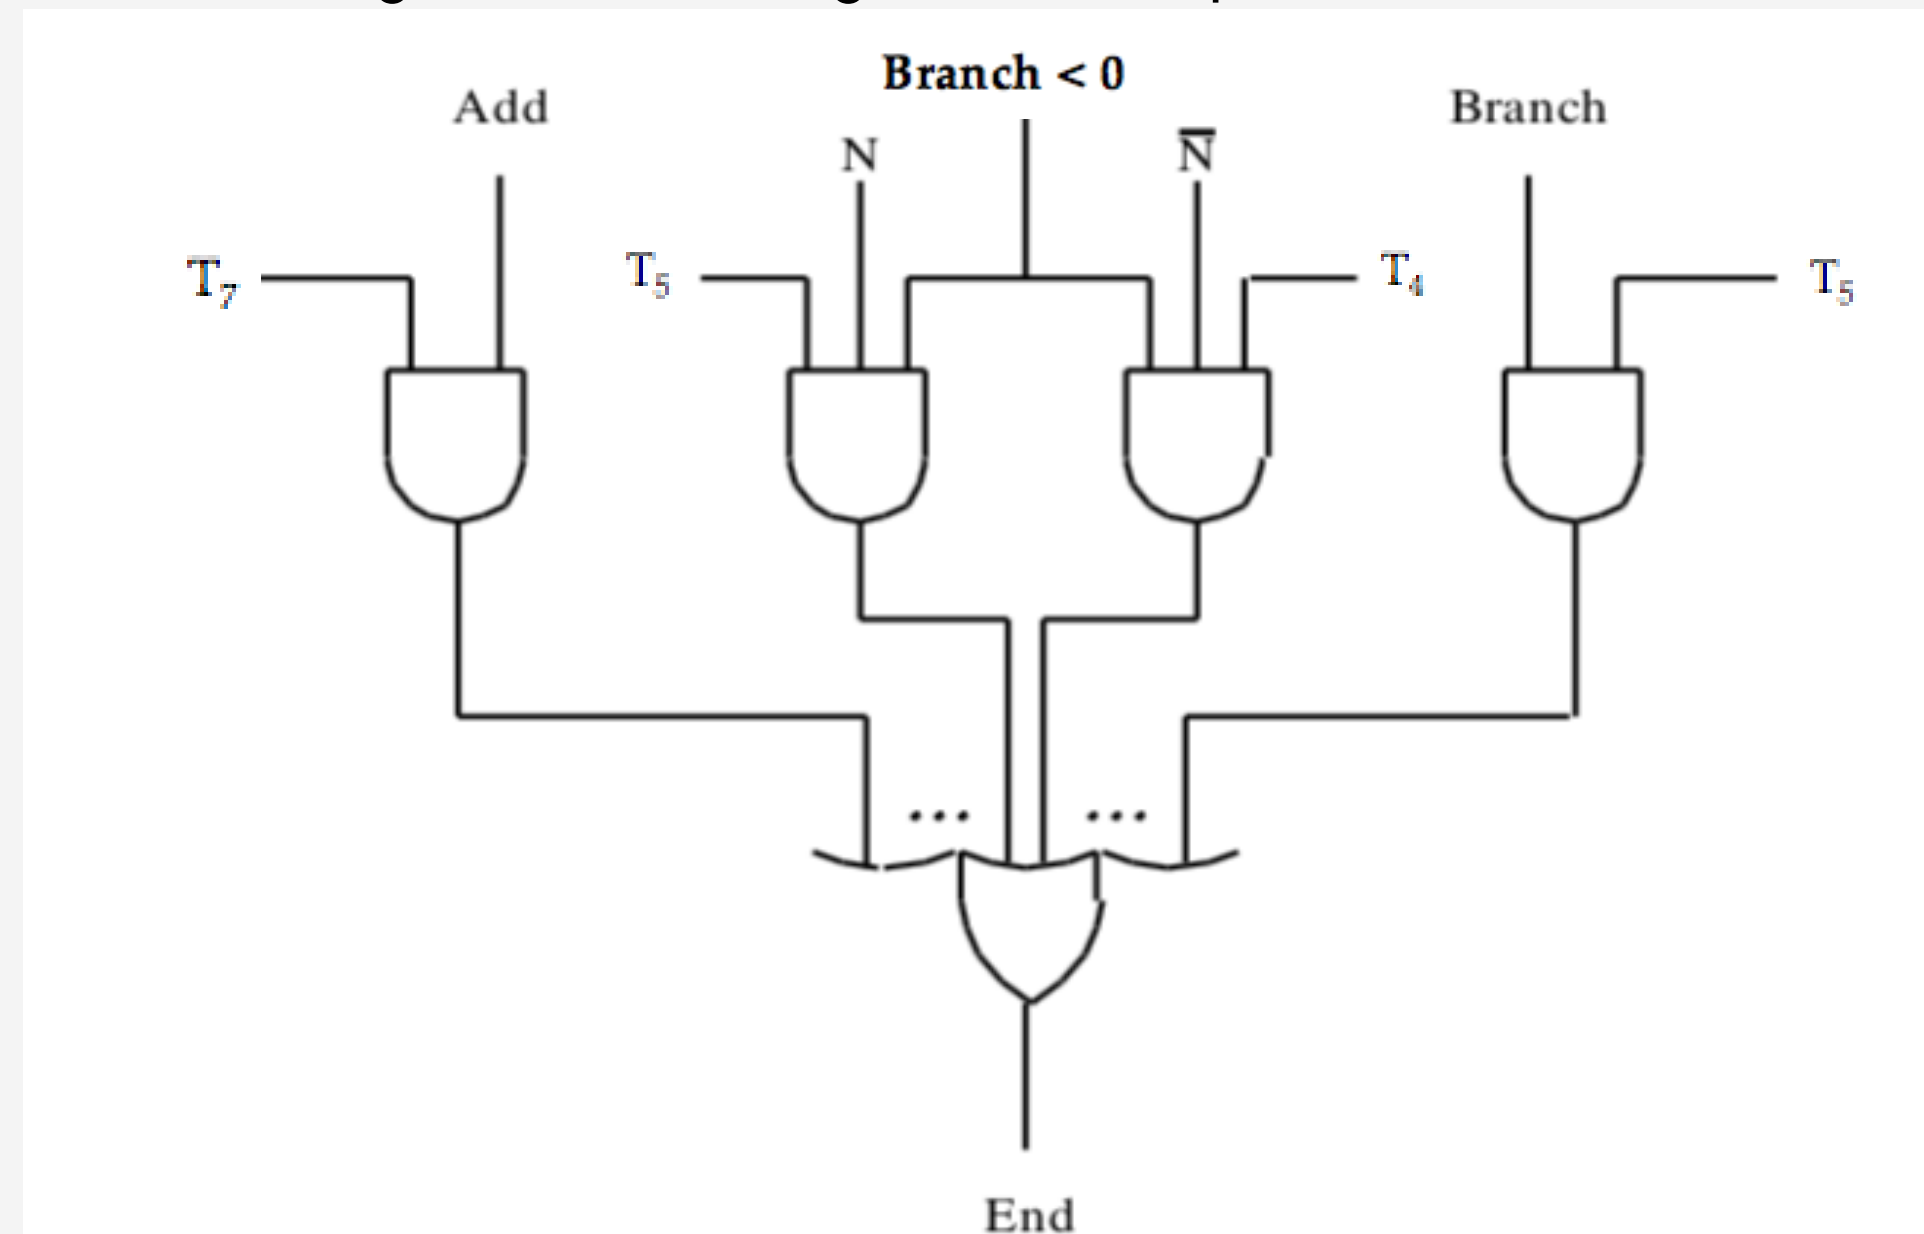 Branch < 0
Add
Branch
N
N̅
T₇
T₅
T₄
T₅
...
...
End